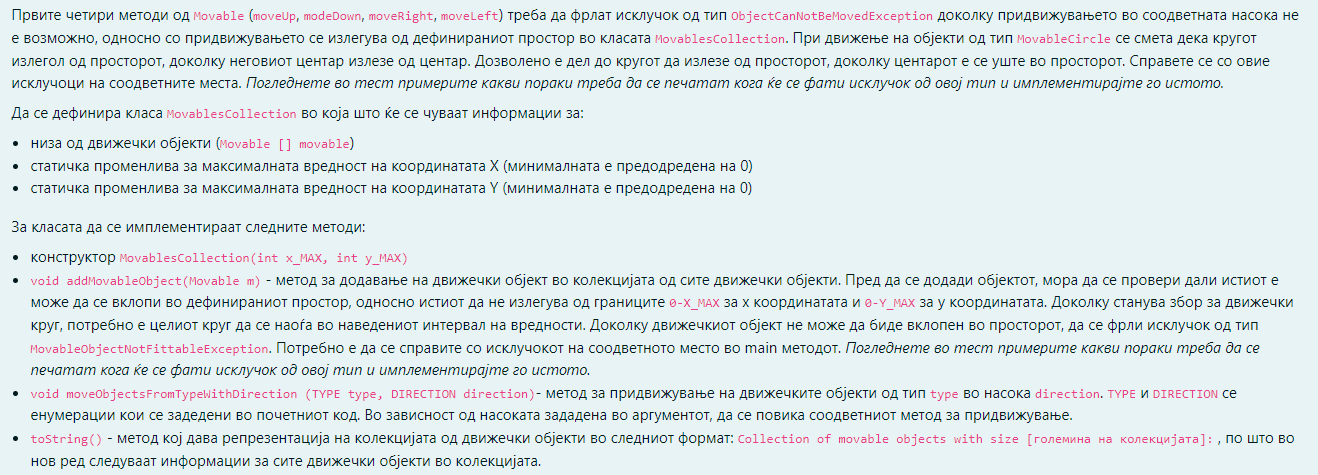 Првите четири методи од Movable (moveUp, modeDown, moveRight, moveLeft) треба да фрлат исклучок од тип ObjectCanNotBeMovedException доколку придвижувањето во соодветната насока не
е возможно, односно со придвижувањето се излегува од дефинираниот простор во класата MovablesCollection. При движење на објекти од тип MovableCircle се смета дека кругот
излегол од просторот, доколку неговиот центар излезе од центар. Дозволено е дел до кругот да излезе од просторот, доколку центарот е се уште во просторот. Справете се со овие
исклучоци на соодветните места. Погледнете во тест примерите какви пораки треба да се печатат кога ќе се фати исклучок од овој тип и имплементирајте го истото.
Да се дефинира класа MovablesCollection во која што ќе се чуваат информации за:
• низа од движечки објекти (Movable [] movable)
• статичка променлива за максималната вредност на координатата X (минималната е предодредена на 0)
• статичка променлива за максималната вредност на координатата Y (минималната е предодредена на 0)
За класата да се имплементираат следните методи:
• конструктор MovablesCollection(int x_MAX, int y_MAX)
• void addMovableObject(Movable m) - метод за додавање на движечки објект во колекцијата од сите движечки објекти. Пред да се додади објектот, мора да се провери дали истиот е
може да се вклопи во дефинираниот простор, односно истиот да не излегува од границите 0-X_MAX за x координатата и 0-Y_MAX за y координатата. Доколку станува збор за движечки
круг, потребно е целиот круг да се наоѓа во наведениот интервал на вредности. Доколку движечкиот објект не може да биде вклопен во просторот, да се фрли исклучок од тип
MovableObjectNotFittableException. Потребно е да се справите со исклучокот на соодветното место во main методот. Погледнете во тест примерите какви пораки треба да се
печатат кога ќе се фати исклучок од овој тип и имплементирајте го истото.
• void moveObjectsFromTypeWithDirection (TYPE type, DIRECTION direction)- метод за придвижување на движечките објекти од тип type во насока direction. TYPE и DIRECTION се
енумерации кои се задедени во почетниот код. Во зависност од насоката зададена во аргументот, да се повика соодветниот метод за придвижување.
• toString() - метод кој дава репрезентација на колекцијата од движечки објекти во следниот формат: Collection of movable objects with size [големина на колекцијата]: , по што во
нов ред следуваат информации за сите движечки објекти во колекцијата.